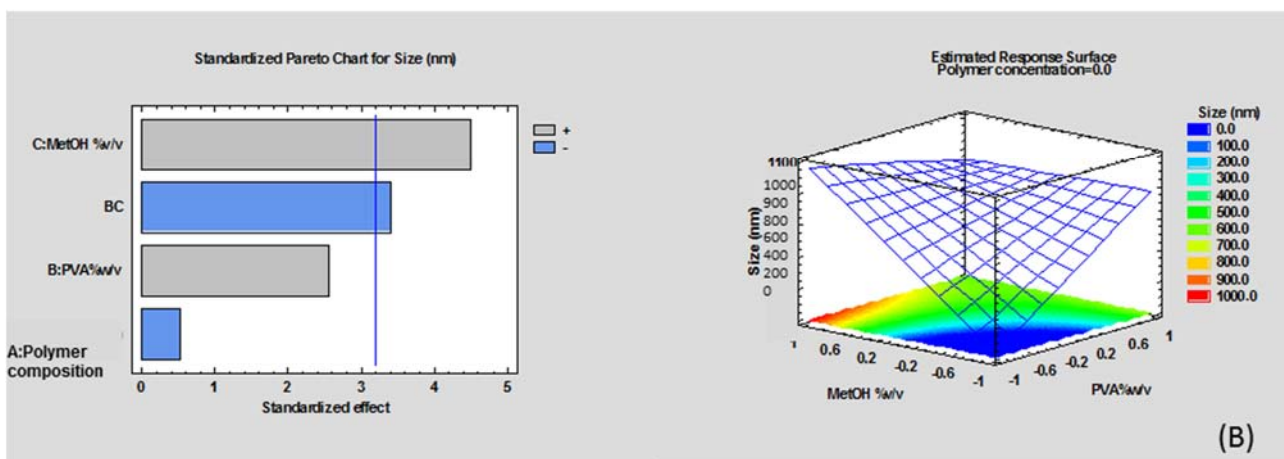 Standardized Pareto Chart for Size (nm)
C:MetOH %v/v
BC
B:PVA%w/v
A:Polymer
composition
0 1 2 3 4 5
Standardized effect
+
-
Estimated Response Surface
Polymer concentration=0.0
1100
1000
900
800
600
400
200
0
Size (nm)
1 0.6 0.2 -0.2 -0.6 -1
MetOH %v/v
-1 -0.6 -0.2 0.2 0.6 1
PVA%w/v
Size (nm)
0.0
100.0
200.0
300.0
400.0
500.0
600.0
700.0
800.0
900.0
1000.0
(B)